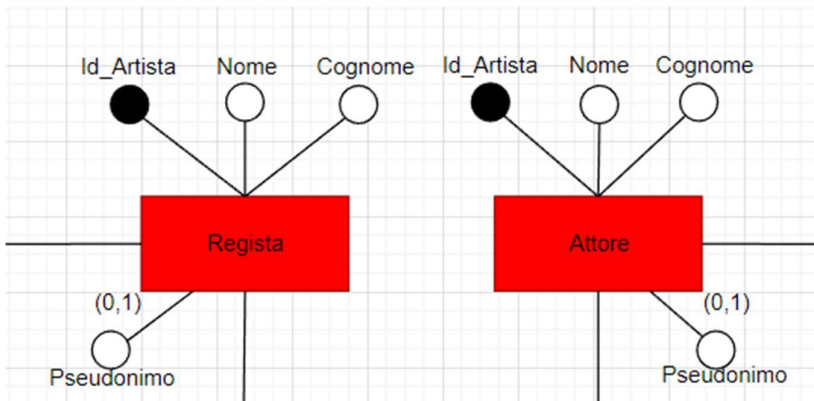 Id_Artista Nome Cognome Id_Artista Nome Cognome
Regista Attore
(0,1) (0,1)
Pseudonimo Pseudonimo